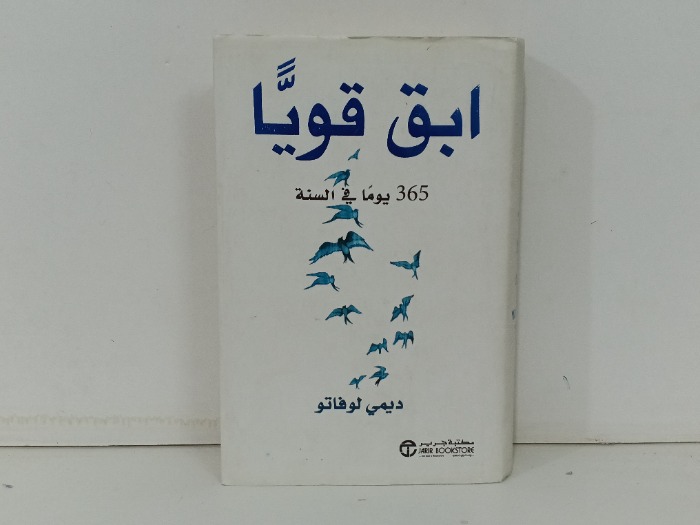 ابق قويًّا
365 يومًا في السنة
ديمي لوفاتو
مكتبة جرير
JARIR BOOKSTORE